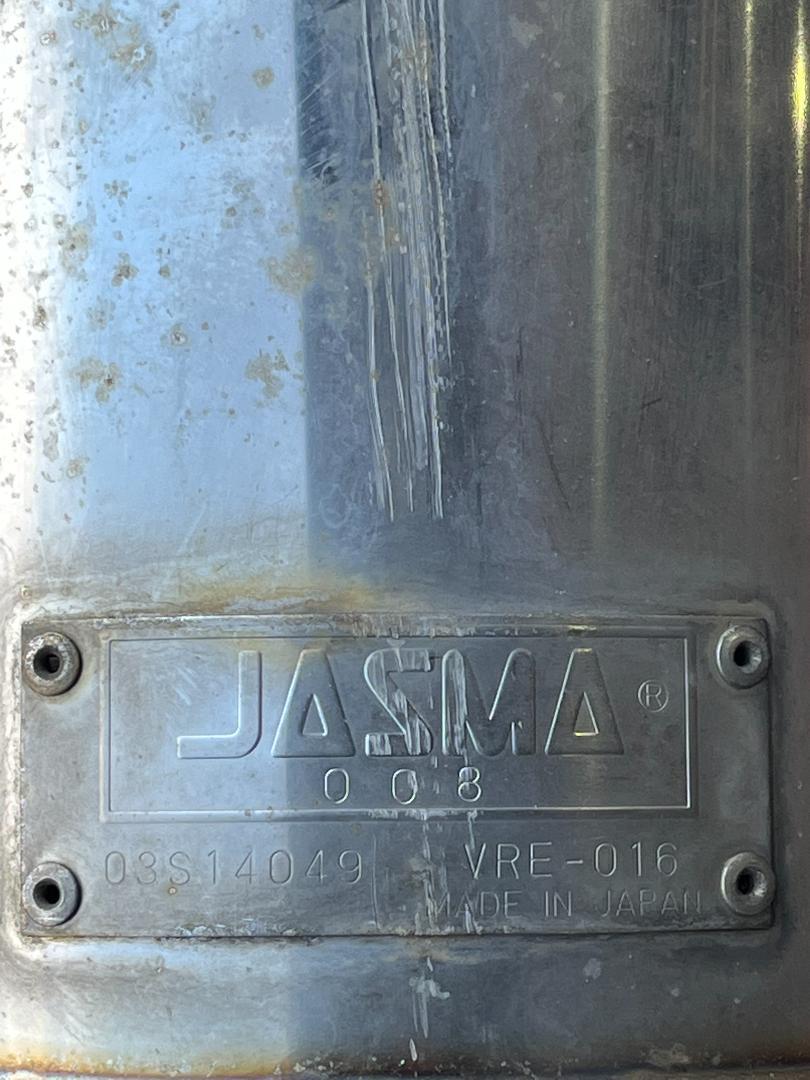 JASMA ®
008
03S14049 VRE-016
MADE IN JAPAN